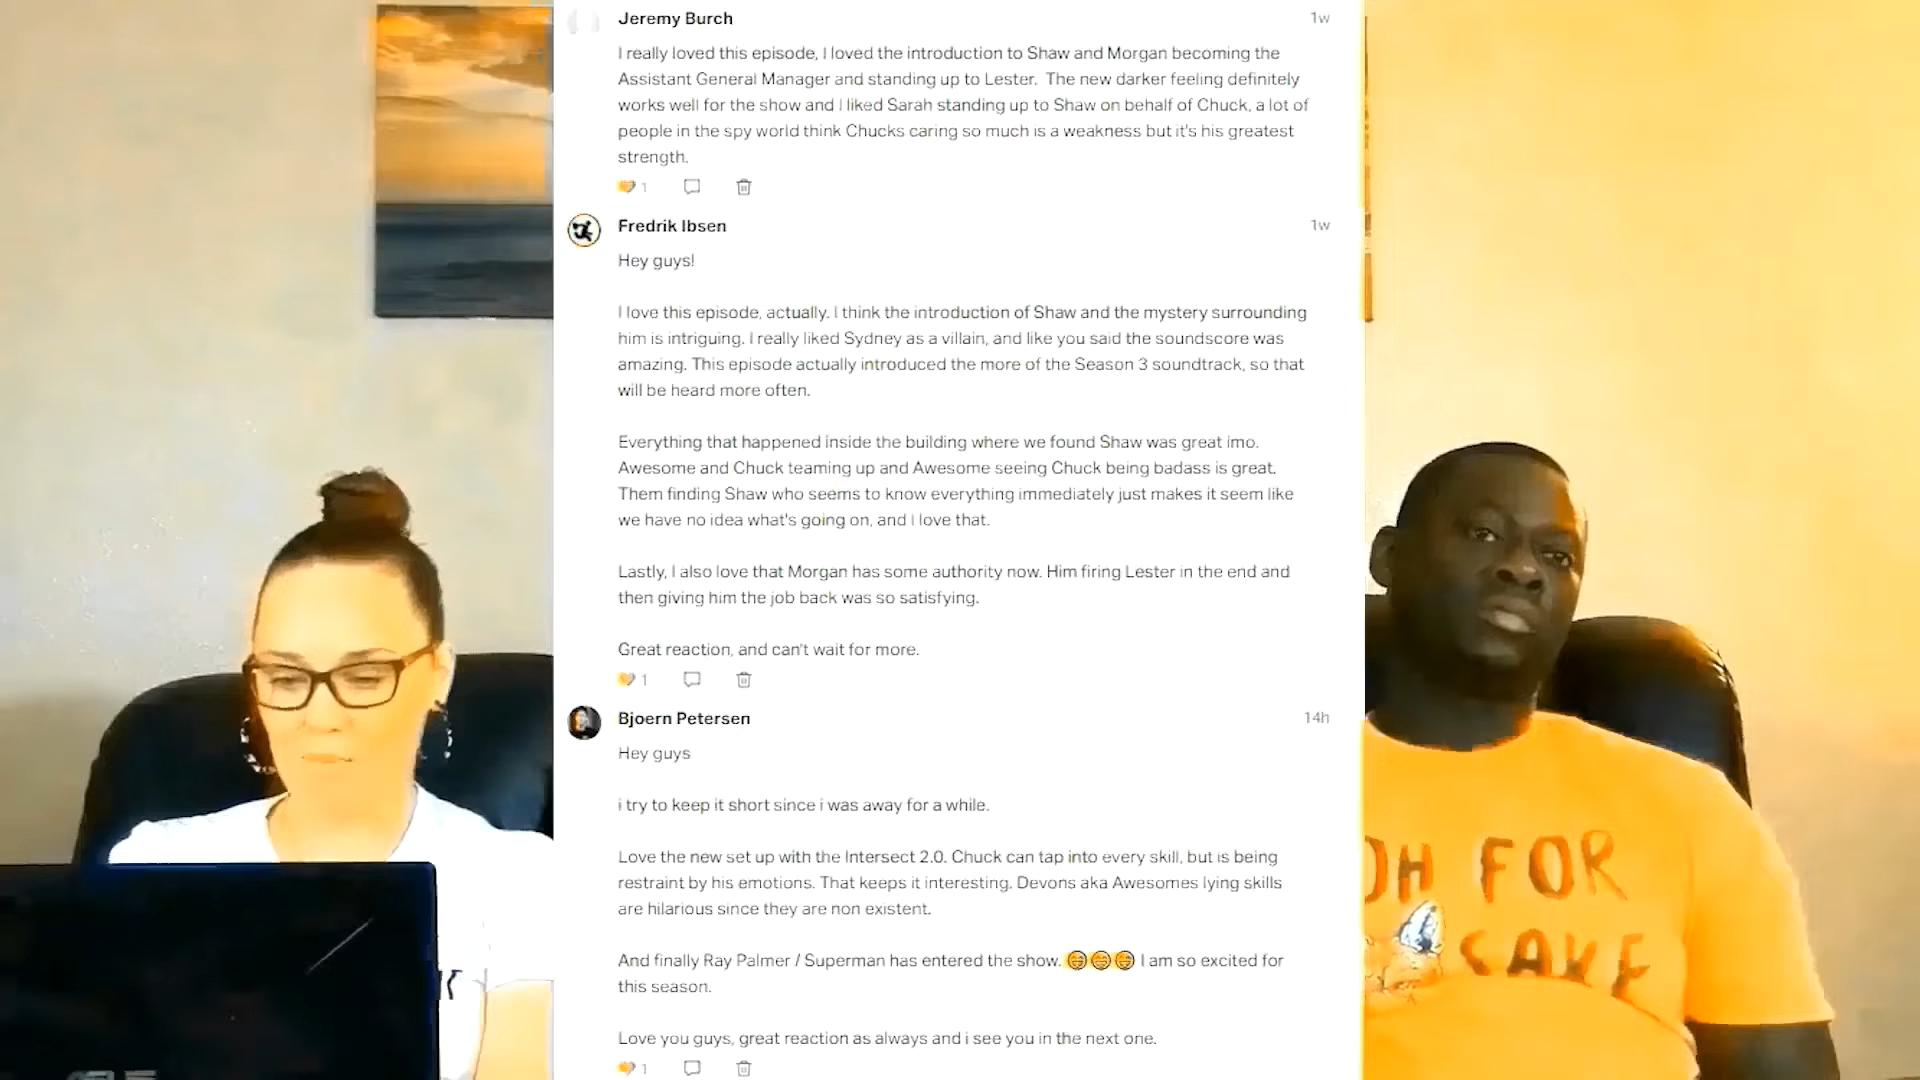 Jeremy Burch
1w
I really loved this episode, I loved the introduction to Shaw and Morgan becoming the
Assistant General Manager and standing up to Lester.  The new darker feeling definitely
works well for the show and I liked Sarah standing up to Shaw on behalf of Chuck, a lot of
people in the spy world think Chucks caring so much is a weakness but it's his greatest
strength.
1
Fredrik Ibsen
1w
Hey guys!
I love this episode, actually. I think the introduction of Shaw and the mystery surrounding
him is intriguing. I really liked Sydney as a villain, and like you said the soundscore was
amazing. This episode actually introduced the more of the Season 3 soundtrack, so that
will be heard more often.
Everything that happened inside the building where we found Shaw was great imo.
Awesome and Chuck teaming up and Awesome seeing Chuck being badass is great.
Them finding Shaw who seems to know everything immediately just makes it seem like
we have no idea what's going on, and I love that.
Lastly, I also love that Morgan has some authority now. Him firing Lester in the end and
then giving him the job back was so satisfying.
Great reaction, and can't wait for more.
1
Bjoern Petersen
14h
Hey guys
i try to keep it short since i was away for a while.
Love the new set up with the Intersect 2.0. Chuck can tap into every skill, but is being
restraint by his emotions. That keeps it interesting. Devons aka Awesomes lying skills
are hilarious since they are non existent.
And finally Ray Palmer / Superman has entered the show. 😄😄😄 I am so excited for
this season.
Love you guys, great reaction as always and i see you in the next one.
1
OH FOR
SAKE